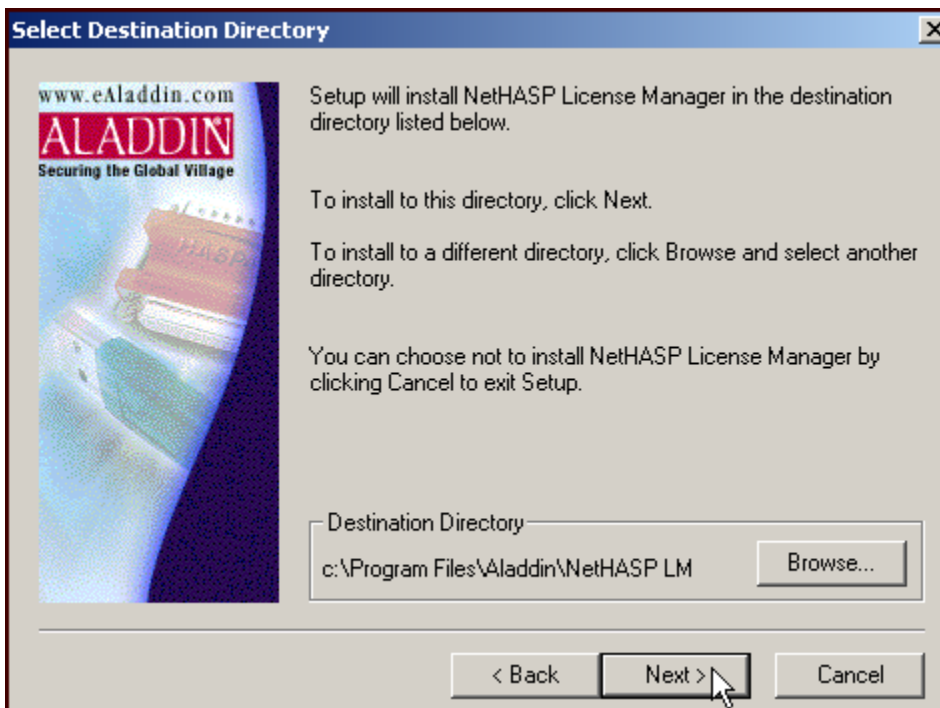 Select Destination Directory
www.eAladdin.com
ALADDIN
Securing the Global Village
HASP
Setup will install NetHASP License Manager in the destination
directory listed below.
To install to this directory, click Next.
To install to a different directory, click Browse and select another
directory.
You can choose not to install NetHASP License Manager by
clicking Cancel to exit Setup.
Destination Directory
c:\Program Files\Aladdin\NetHASP LM
Browse...
< Back
Next >
Cancel